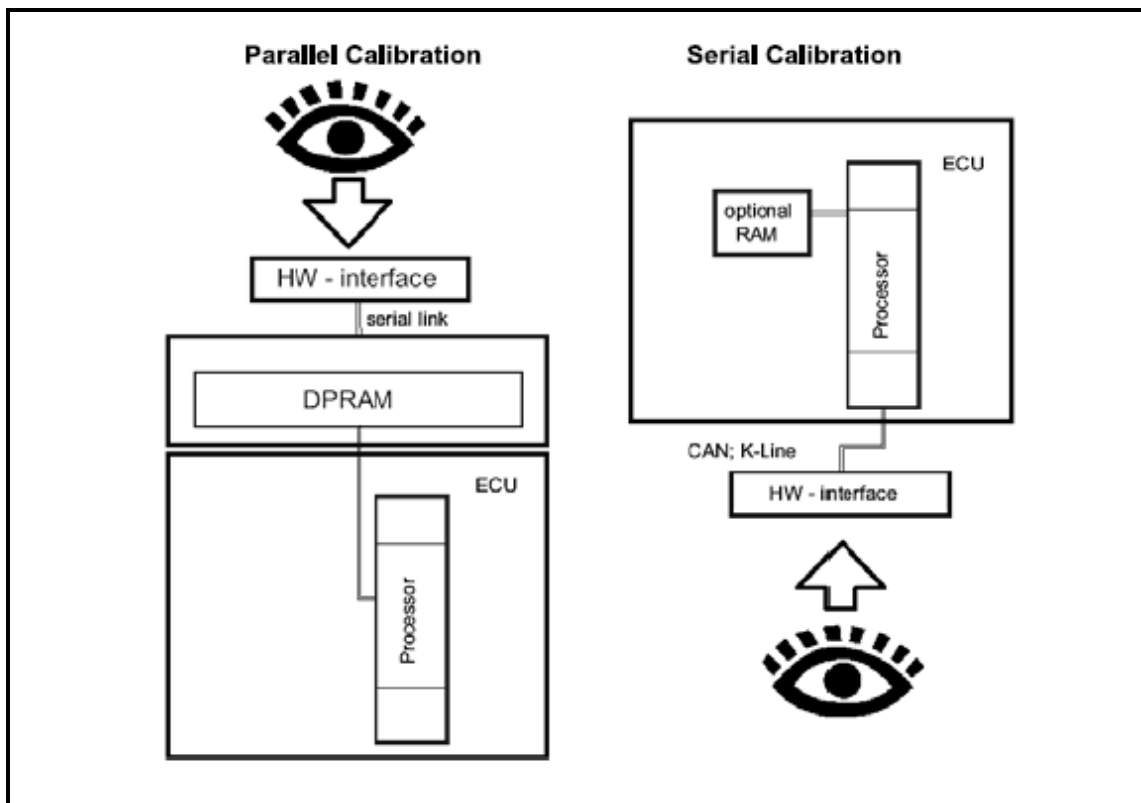 Parallel Calibration
HW - interface
serial link
DPRAM
ECU
Processor
Serial Calibration
ECU
optional
RAM
Processor
CAN; K-Line
HW - interface